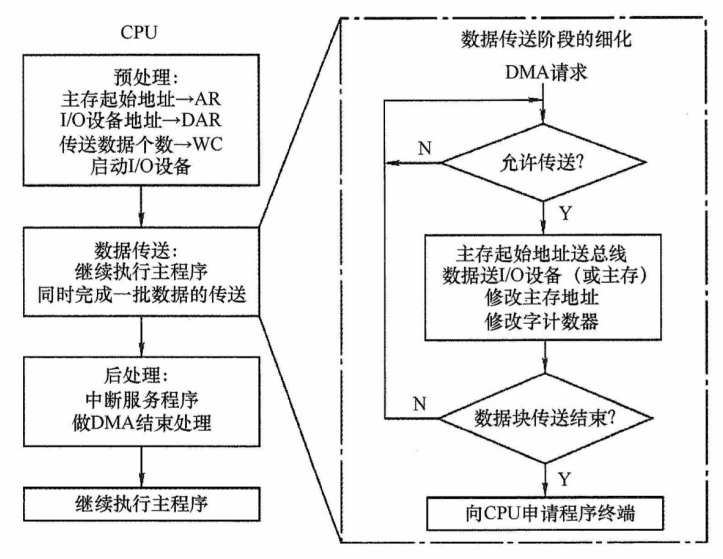 CPU
预处理:
主存起始地址→AR
I/O设备地址→DAR
传送数据个数→WC
启动I/O设备
数据传送:
继续执行主程序
同时完成一批数据的传送
后处理:
中断服务程序
做DMA结束处理
继续执行主程序
数据传送阶段的细化
DMA请求
允许传送?
N
Y
主存起始地址送总线
数据送I/O设备（或主存）
修改主存地址
修改字计数器
数据块传送结束?
N
Y
向CPU申请程序终端